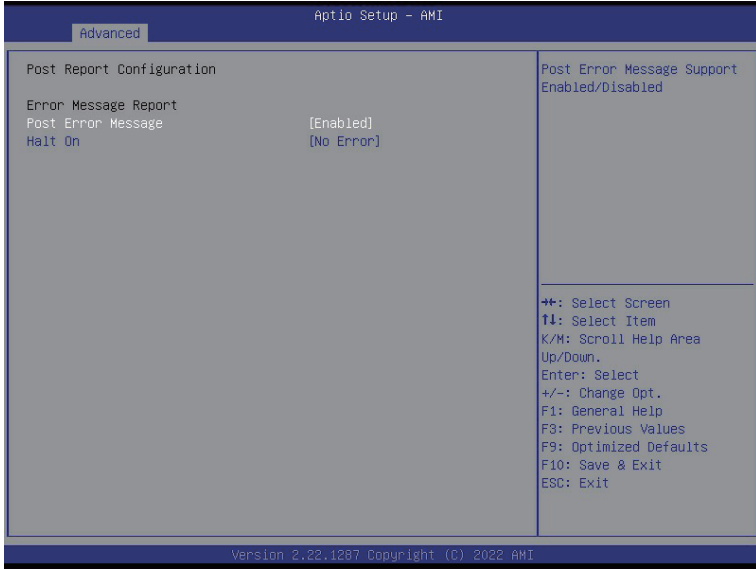 Aptio Setup – AMI
Advanced
Post Report Configuration
Error Message Report
Post Error Message [Enabled]
Halt On [No Error]
Post Error Message Support
Enabled/Disabled
→←: Select Screen
↑↓: Select Item
K/M: Scroll Help Area
Up/Down.
Enter: Select
+/-: Change Opt.
F1: General Help
F3: Previous Values
F9: Optimized Defaults
F10: Save & Exit
ESC: Exit
Version 2.22.1287 Copyright (C) 2022 AMI